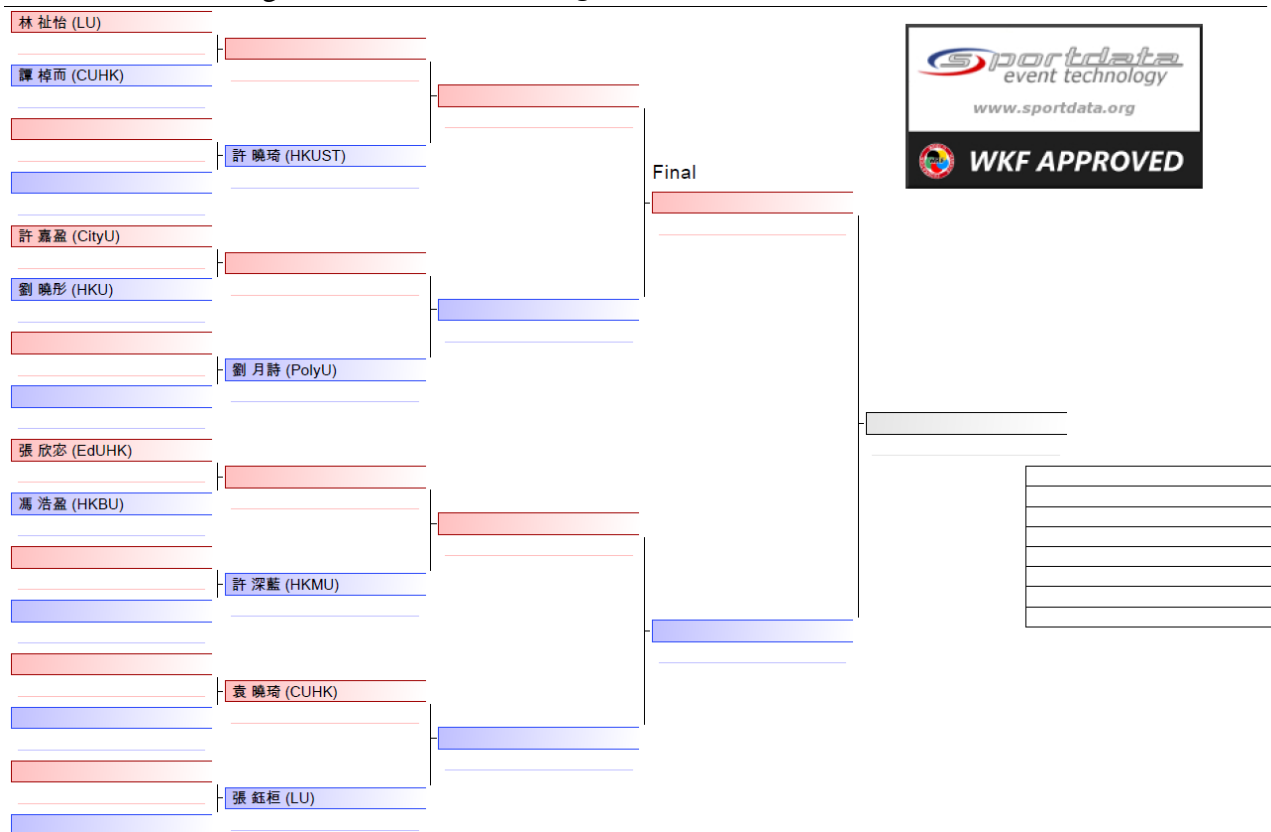 林 祉怡 (LU)
譚 棹而 (CUHK)
許 曉琦 (HKUST)
許 嘉盈 (CityU)
劉 曉彤 (HKU)
劉 月詩 (PolyU)
張 欣宓 (EdUHK)
馮 浩盈 (HKBU)
許 深藍 (HKMU)
袁 曉琦 (CUHK)
張 鈺桓 (LU)
Final
sportdata
event technology
www.sportdata.org
WKF APPROVED